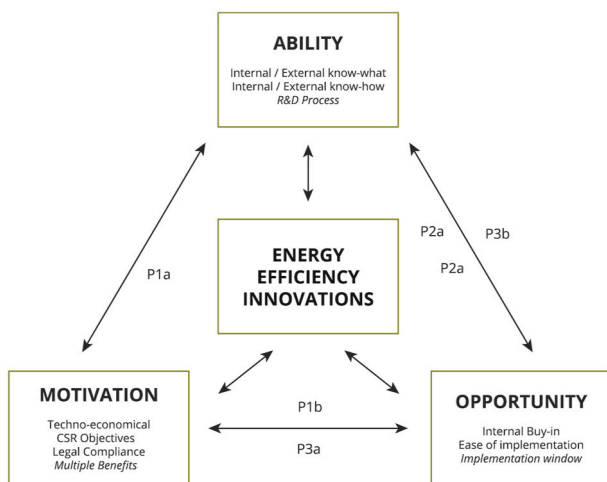 ABILITY
Internal / External know-what
Internal / External know-how
R&D Process
P2a
P3b
P2a
P1a
ENERGY
EFFICIENCY
INNOVATIONS
MOTIVATION
Techno-economical
CSR Objectives
Legal Compliance
Multiple Benefits
P1b
P3a
OPPORTUNITY
Internal Buy-in
Ease of implementation
Implementation window